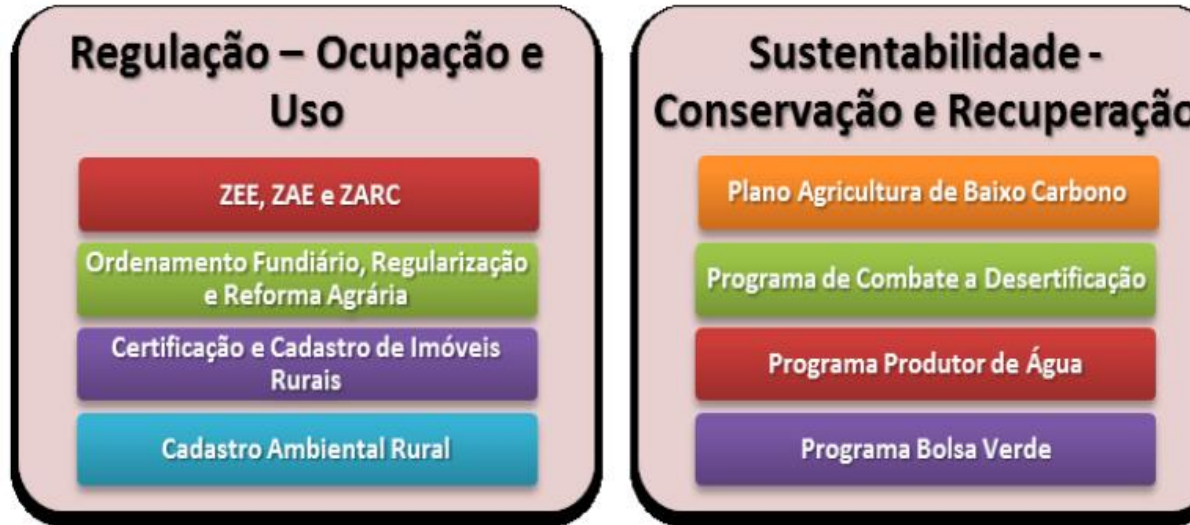 Regulação – Ocupação e
Uso
ZEE, ZAE e ZARC
Ordenamento Fundiário, Regularização
e Reforma Agrária
Certificação e Cadastro de Imóveis
Rurais
Cadastro Ambiental Rural
Sustentabilidade -
Conservação e Recuperação
Plano Agricultura de Baixo Carbono
Programa de Combate a Desertificação
Programa Produtor de Água
Programa Bolsa Verde